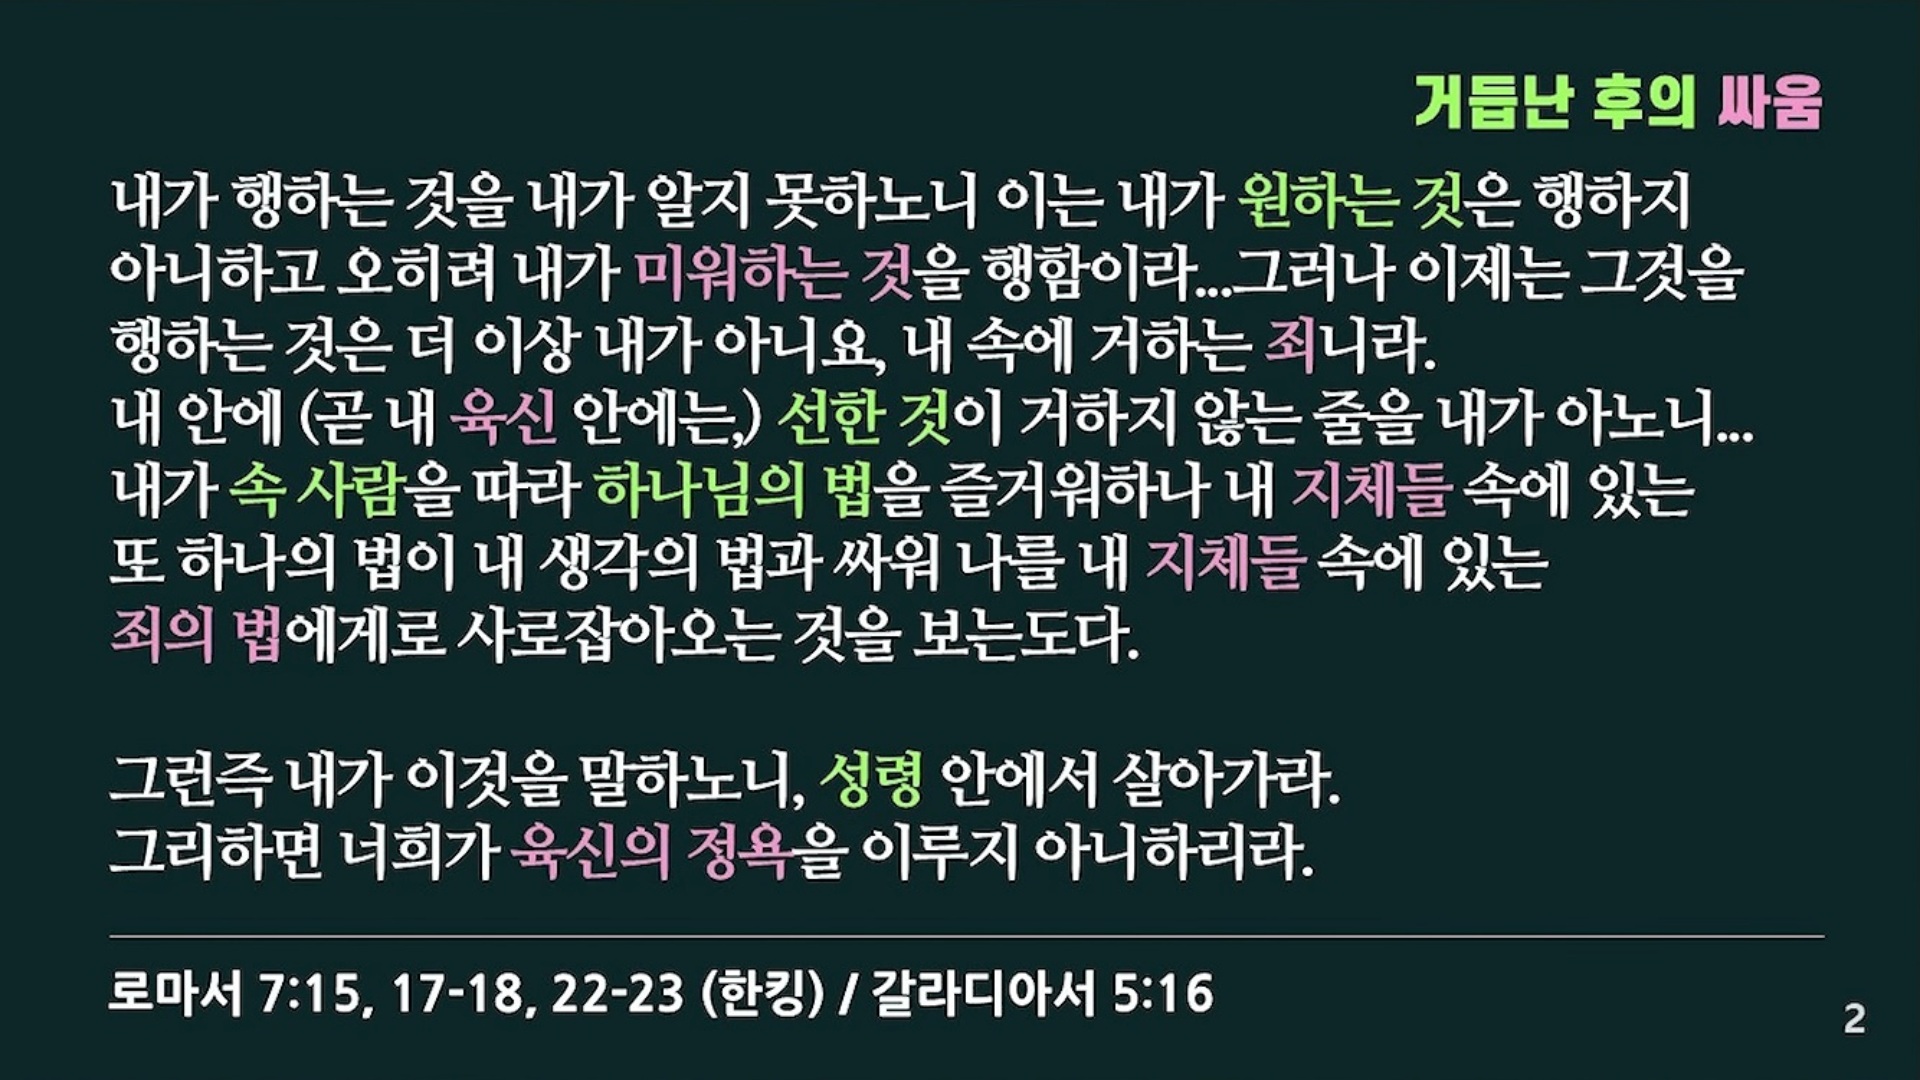 거듭난 후의 싸움
내가 행하는 것을 내가 알지 못하노니 이는 내가 원하는 것은 행하지
아니하고 오히려 내가 미워하는 것을 행함이라...그러나 이제는 그것을
행하는 것은 더 이상 내가 아니요, 내 속에 거하는 죄니라.
내 안에 (곧 내 육신 안에는,) 선한 것이 거하지 않는 줄을 내가 아노니...
내가 속 사람을 따라 하나님의 법을 즐거워하나 내 지체들 속에 있는
또 하나의 법이 내 생각의 법과 싸워 나를 내 지체들 속에 있는
죄의 법에게로 사로잡아오는 것을 보는도다.
그런즉 내가 이것을 말하노니, 성령 안에서 살아가라.
그리하면 너희가 육신의 정욕을 이루지 아니하리라.
로마서 7:15, 17-18, 22-23 (한킹) / 갈라디아서 5:16
2